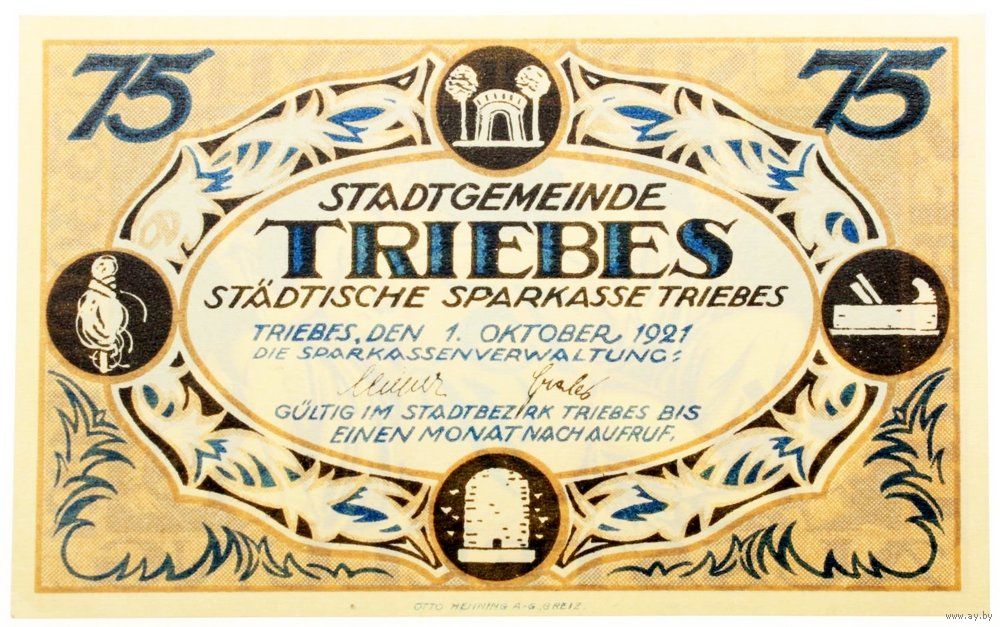 75 75
STADTGEMEINDE
TRIEBES
STÄDTISCHE SPARKASSE TRIEBES
TRIEBES, DEN 1. OKTOBER 1921
DIE SPARKASSENVERWALTUNG:
GÜLTIG IM STADTBEZIRK TRIEBES BIS
EINEN MONAT NACH AUFRUF.
OTTO HENNING A-G., GREIZ.
www.ay.by